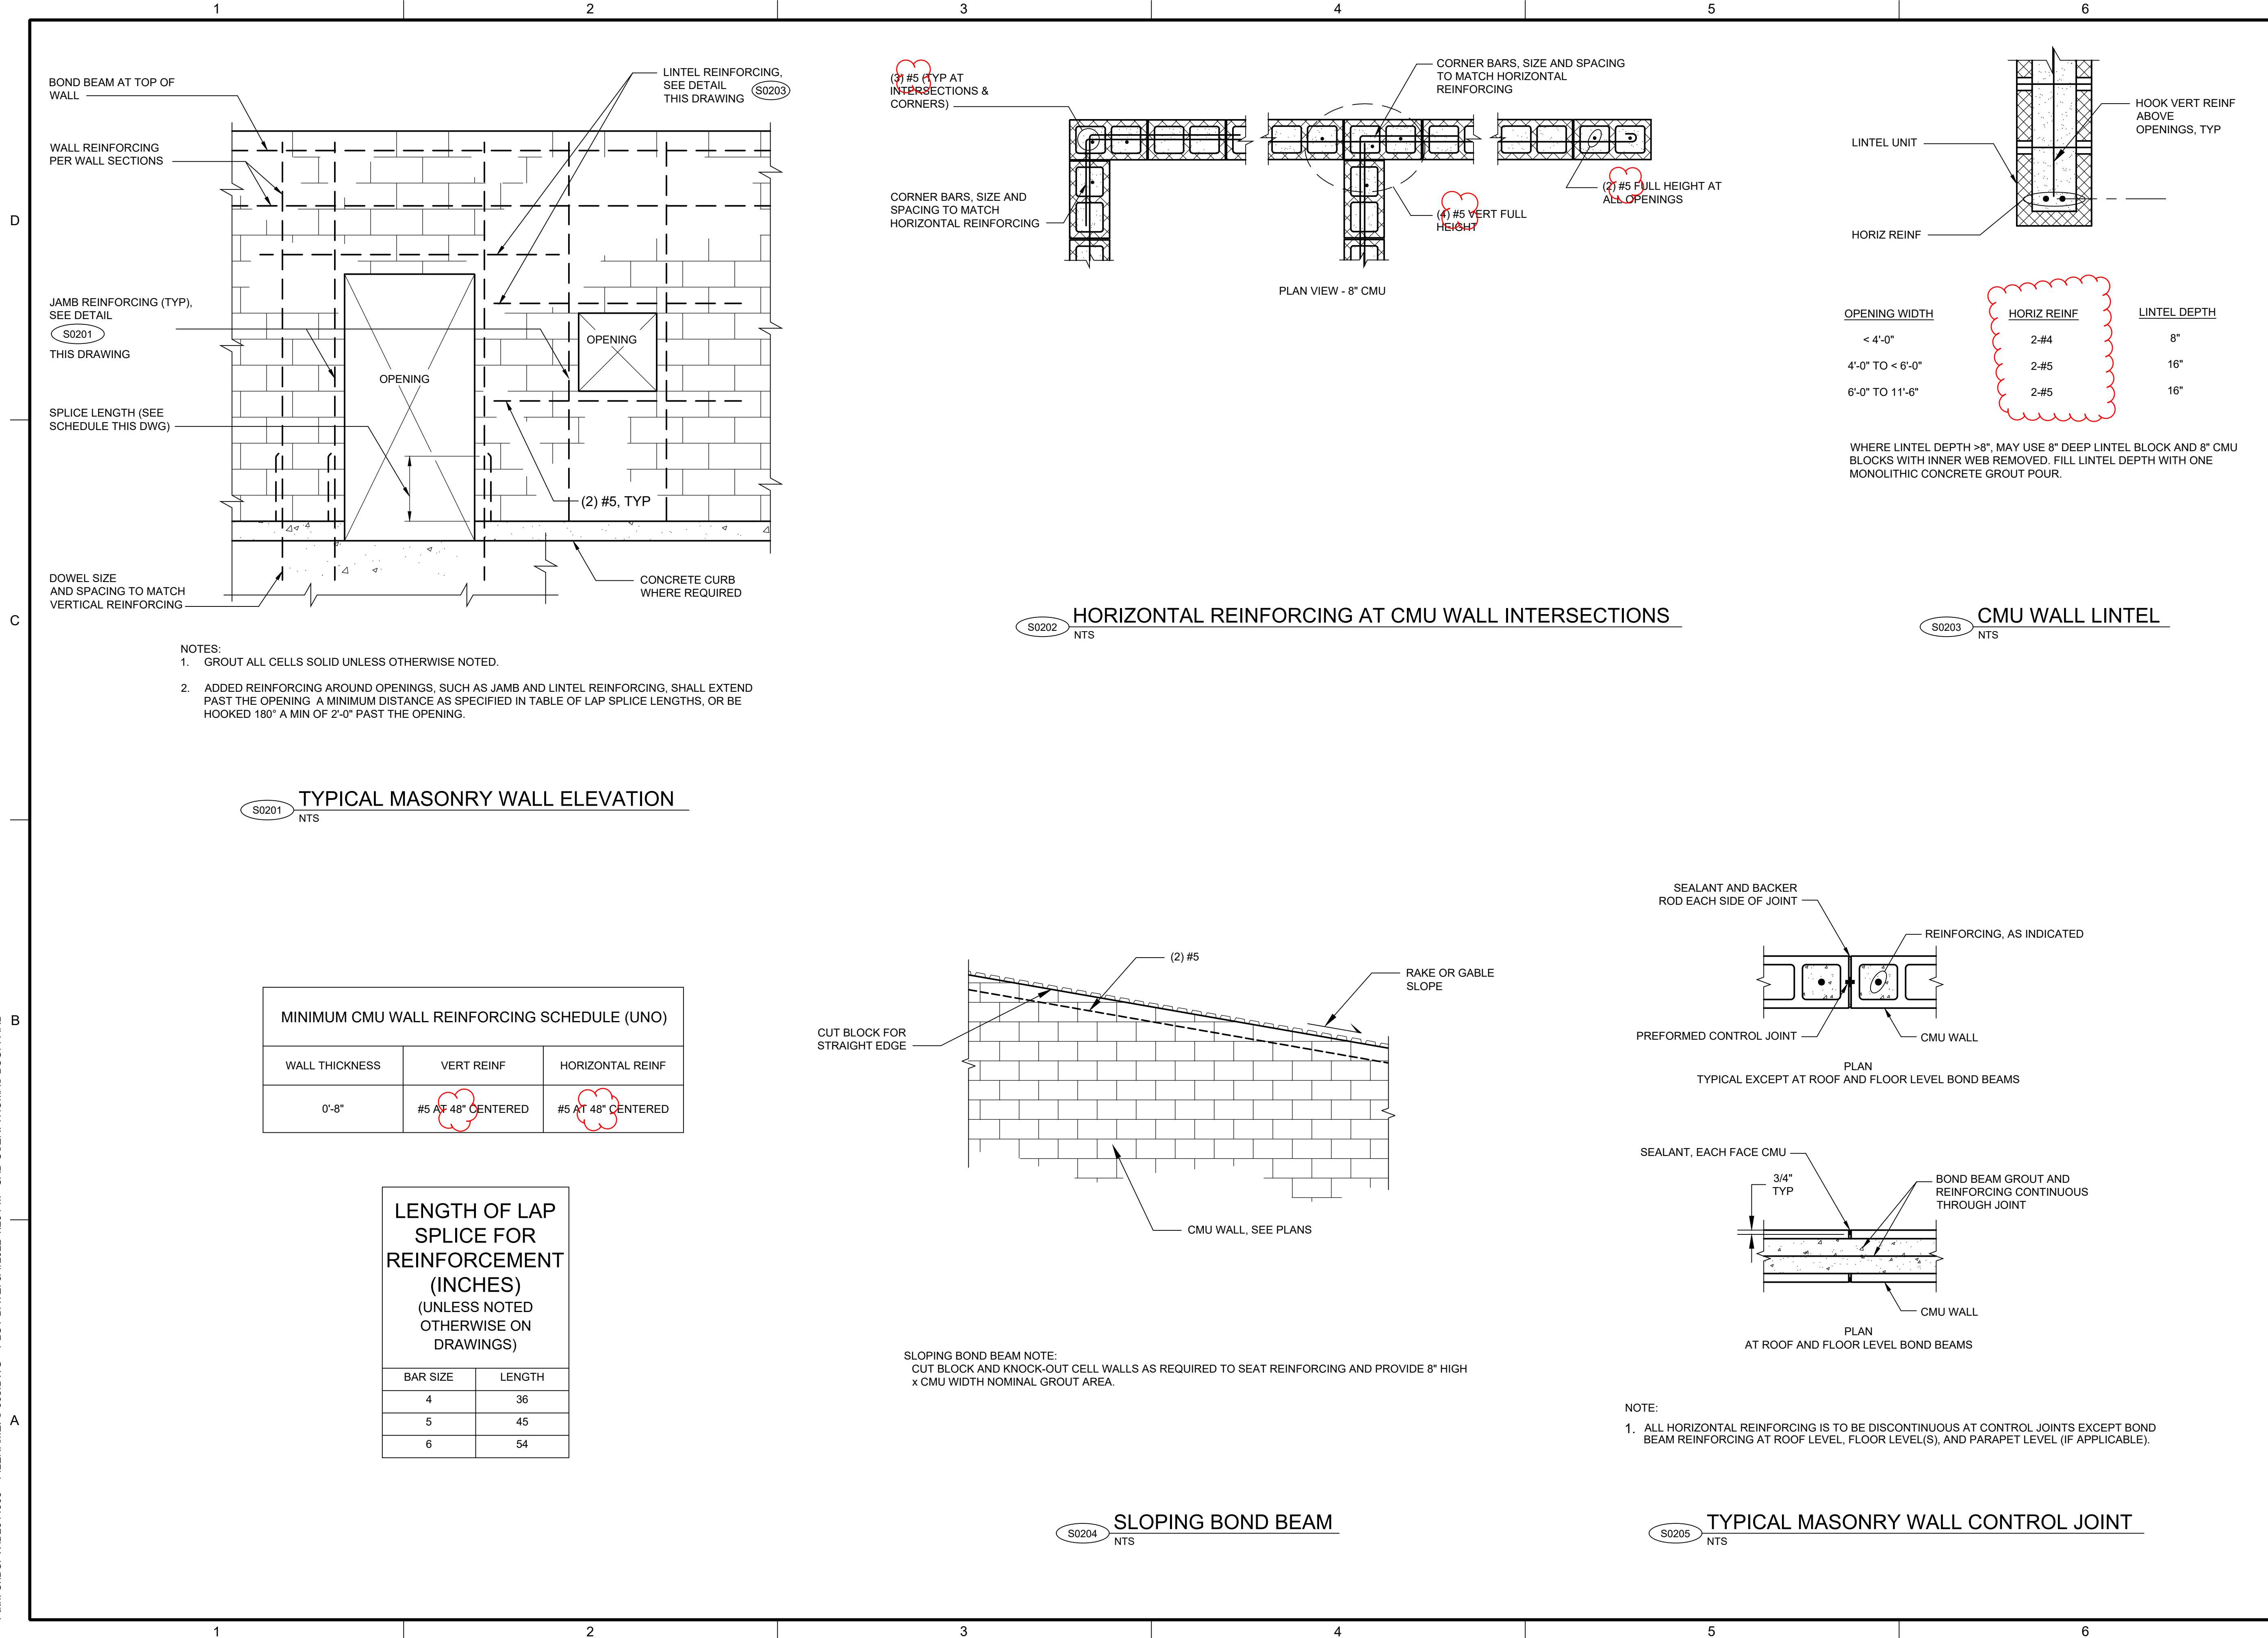 1
2
3
4
5
6
BOND BEAM AT TOP OF
WALL
WALL REINFORCING
PER WALL SECTIONS
LINTEL REINFORCING,
SEE DETAIL
THIS DRAWING
S0203
JAMB REINFORCING (TYP),
SEE DETAIL
S0201
THIS DRAWING
OPENING
OPENING
SPLICE LENGTH (SEE
SCHEDULE THIS DWG)
(2) #5, TYP
DOWEL SIZE
AND SPACING TO MATCH
VERTICAL REINFORCING
CONCRETE CURB
WHERE REQUIRED
NOTES:
1. GROUT ALL CELLS SOLID UNLESS OTHERWISE NOTED.
2. ADDED REINFORCING AROUND OPENINGS, SUCH AS JAMB AND LINTEL REINFORCING, SHALL EXTEND
PAST THE OPENING A MINIMUM DISTANCE AS SPECIFIED IN TABLE OF LAP SPLICE LENGTHS, OR BE
HOOKED 180° A MIN OF 2'-0" PAST THE OPENING.
S0201
TYPICAL MASONRY WALL ELEVATION
NTS
(3) #5 (TYP AT
INTERSECTIONS &
CORNERS)
CORNER BARS, SIZE AND SPACING
TO MATCH HORIZONTAL
REINFORCING
CORNER BARS, SIZE AND
SPACING TO MATCH
HORIZONTAL REINFORCING
(4) #5 VERT FULL
HEIGHT
(2) #5 FULL HEIGHT AT
ALL OPENINGS
PLAN VIEW - 8" CMU
S0202
HORIZONTAL REINFORCING AT CMU WALL INTERSECTIONS
NTS
HOOK VERT REINF
ABOVE
OPENINGS, TYP
LINTEL UNIT
HORIZ REINF
OPENING WIDTH HORIZ REINF LINTEL DEPTH
< 4'-0" 2-#4 8"
4'-0" TO < 6'-0" 2-#5 16"
6'-0" TO 11'-6" 2-#5 16"
WHERE LINTEL DEPTH >8", MAY USE 8" DEEP LINTEL BLOCK AND 8" CMU
BLOCKS WITH INNER WEB REMOVED. FILL LINTEL DEPTH WITH ONE
MONOLITHIC CONCRETE GROUT POUR.
S0203
CMU WALL LINTEL
NTS
MINIMUM CMU WALL REINFORCING SCHEDULE (UNO)
WALL THICKNESS VERT REINF HORIZONTAL REINF
0'-8" #5 AT 48" CENTERED #5 AT 48" CENTERED
LENGTH OF LAP
SPLICE FOR
REINFORCEMENT
(INCHES)
(UNLESS NOTED
OTHERWISE ON
DRAWINGS)
BAR SIZE LENGTH
4 36
5 45
6 54
(2) #5
RAKE OR GABLE
SLOPE
CUT BLOCK FOR
STRAIGHT EDGE
CMU WALL, SEE PLANS
SLOPING BOND BEAM NOTE:
CUT BLOCK AND KNOCK-OUT CELL WALLS AS REQUIRED TO SEAT REINFORCING AND PROVIDE 8" HIGH
x CMU WIDTH NOMINAL GROUT AREA.
S0204
SLOPING BOND BEAM
NTS
SEALANT AND BACKER
ROD EACH SIDE OF JOINT
REINFORCING, AS INDICATED
PREFORMED CONTROL JOINT
CMU WALL
PLAN
TYPICAL EXCEPT AT ROOF AND FLOOR LEVEL BOND BEAMS
SEALANT, EACH FACE CMU
3/4"
TYP
BOND BEAM GROUT AND
REINFORCING CONTINUOUS
THROUGH JOINT
CMU WALL
PLAN
AT ROOF AND FLOOR LEVEL BOND BEAMS
NOTE:
1. ALL HORIZONTAL REINFORCING IS TO BE DISCONTINUOUS AT CONTROL JOINTS EXCEPT BOND
BEAM REINFORCING AT ROOF LEVEL, FLOOR LEVEL(S), AND PARAPET LEVEL (IF APPLICABLE).
S0205
TYPICAL MASONRY WALL CONTROL JOINT
NTS
D
C
B
A
1
2
3
4
5
6